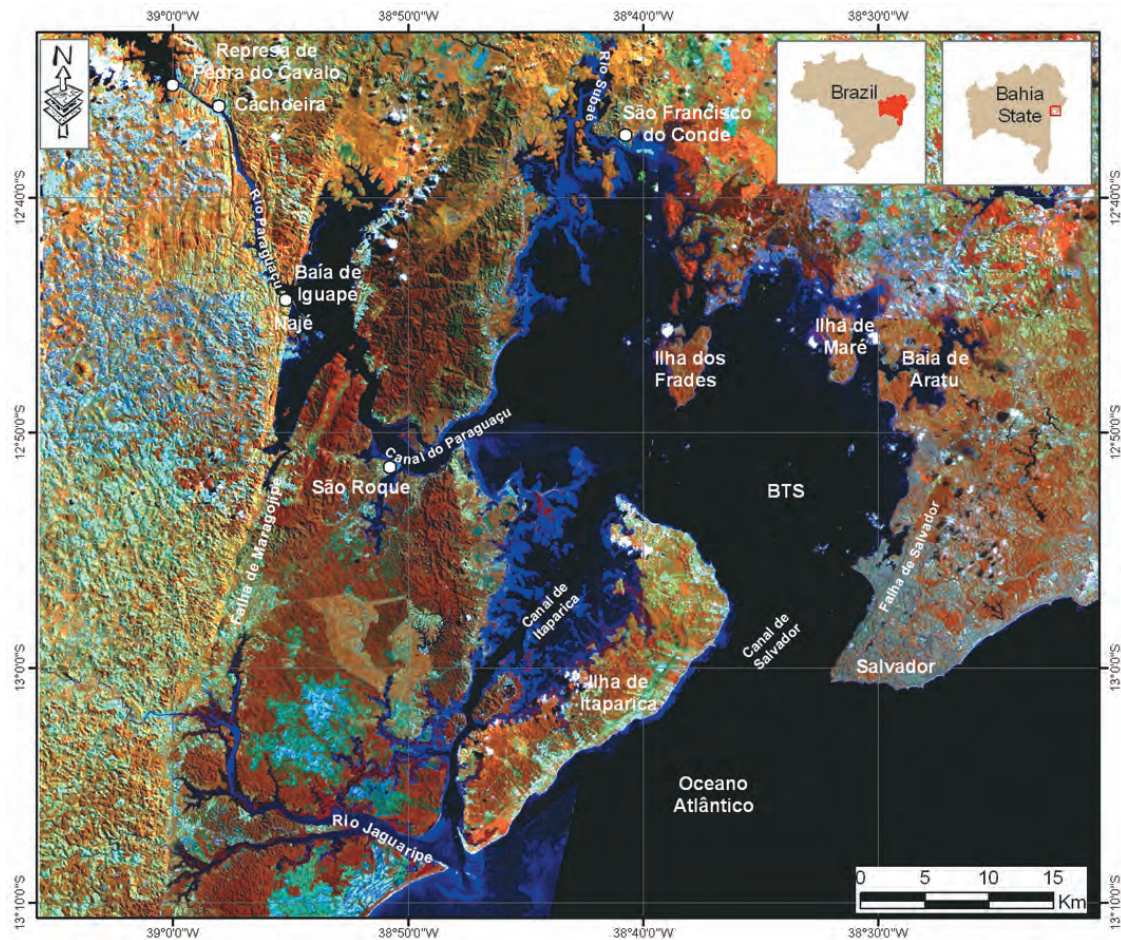 39°0'0"W
38°50'0"W
38°40'0"W
38°30'0"W
N
Represa de
Pedra do Cavalo
Cachoeira
Rio Subaé
São Francisco
do Conde
Brazil
Bahia
State
12°40'0"S
12°40'0"S
Rio Paraguaçu
Baía de
Iguape
Najé
Ilha dos
Frades
Ilha de
Maré
Baia de
Aratu
12°50'0"S
12°50'0"S
Canal do Paraguaçu
São Roque
BTS
Falha de Maragojipe
Falha de Salvador
Canal de
Itaparica
Canal de
Salvador
Ilha de
Itaparica
Salvador
13°0'0"S
13°0'0"S
Oceano
Atlântico
Rio Jaguaripe
0 5 10 15
Km
13°10'0"S
13°10'0"S
39°0'0"W
38°50'0"W
38°40'0"W
38°30'0"W